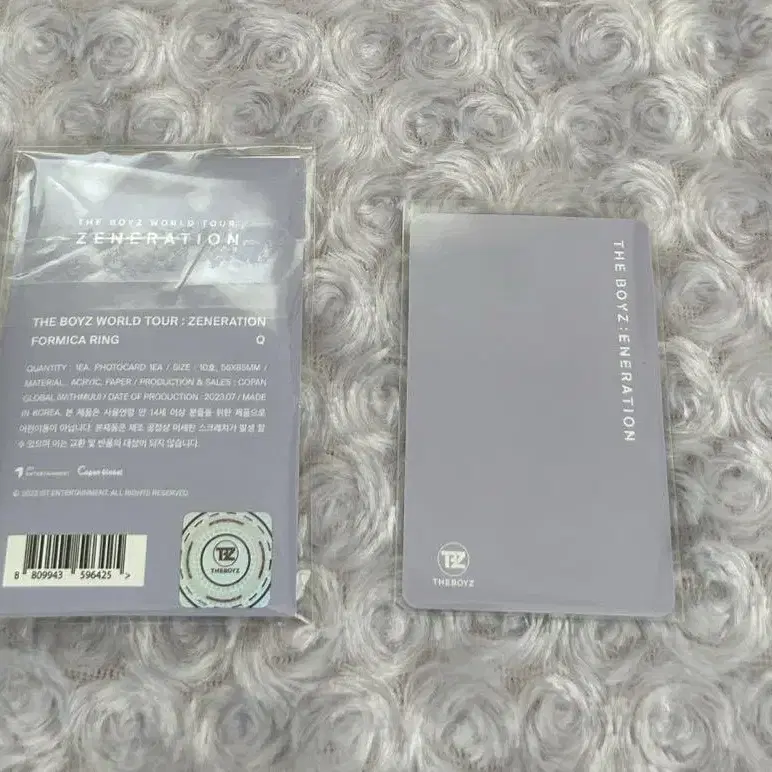 THE BOYZ WORLD TOUR
ZENERATION
THE BOYZ WORLD TOUR : ZENERATION
FORMICA RING Q
QUANTITY : 1EA, PHOTOCARD 1EA / SIZE : 10호, 56X85MM /
MATERIAL : ACRYIC, PAPER / PRODUCTION & SALES : COPAN
GLOBAL / DATE OF PRODUCTION : 2023.07 / MADE
IN KOREA. 본 제품은 사용연령 만 14세 이상 분들을 위한 제품으로
어린이용이 아닙니다. 본제품은 제조 공정상 미세한 스크래치가 발생 할
수 있으며 이는 교환 및 반품의 대상이 되지 않습니다.
ENTERTAINMENT Copan Global
© 2023 IST ENTERTAINMENT. ALL RIGHTS RESERVED
8 809943 596425 >
TBZ
THEBOYZ
THE BOYZ : ENERATION
TBZ
THEBOYZ